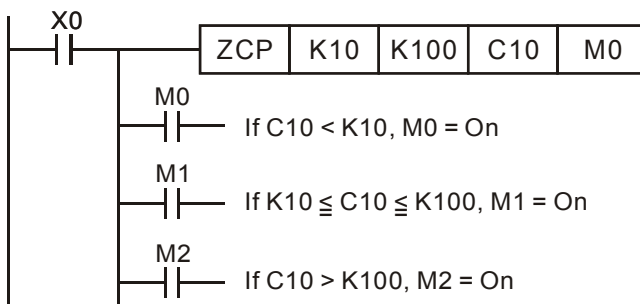 X0
ZCP K10 K100 C10 M0
M0
If C10 < K10, M0 = On
M1
If K10 ≦ C10 ≦ K100, M1 = On
M2
If C10 > K100, M2 = On